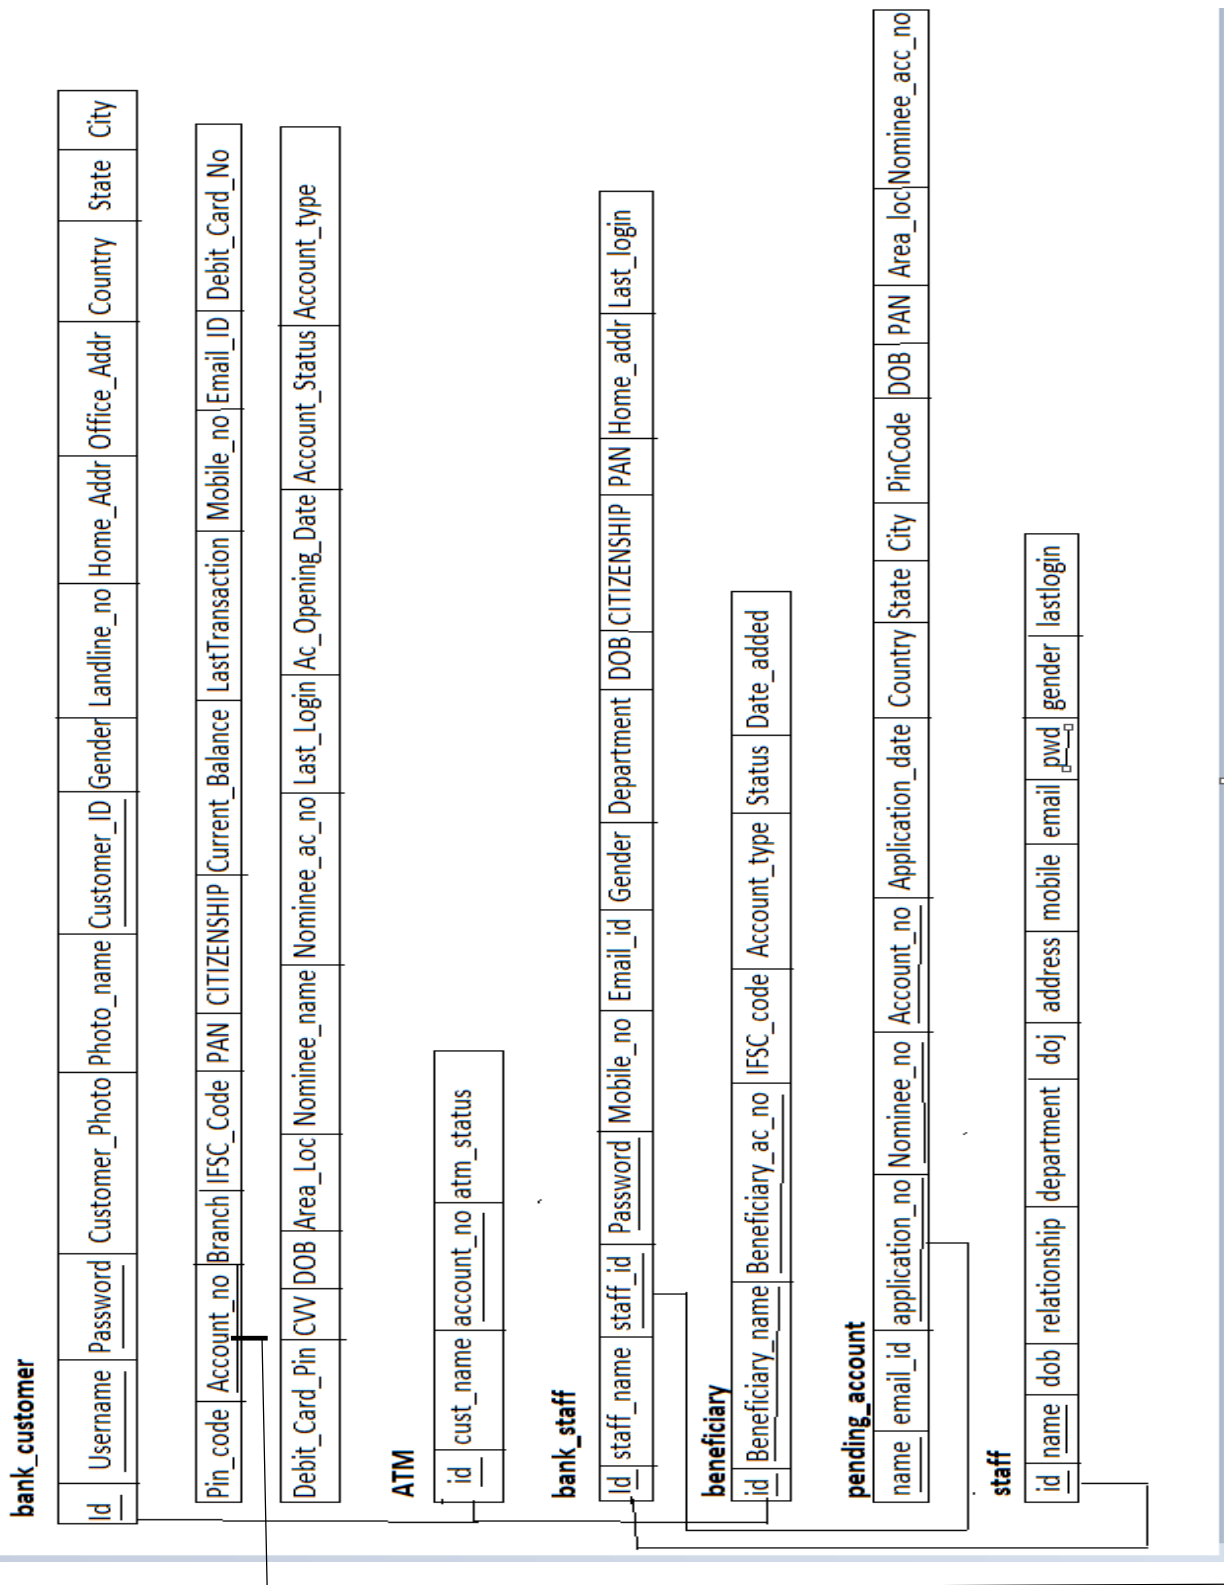 bank_customer
Id Username Password Customer_Photo Photo_name Customer_ID Gender Landline_no Home_Addr Office_Addr Country State City
Pin_code Account_no Branch IFSC_Code PAN CITIZENSHIP Current_Balance LastTransaction Mobile_no Email_ID Debit_Card_No
Debit_Card_Pin CVV DOB Area_Loc Nominee_name Nominee_ac_no Last_Login Ac_Opening_Date Account_Status Account_type
ATM
id cust_name account_no atm_status
bank_staff
Id staff_name staff_id Password Mobile_no Email_id Gender Department DOB CITIZENSHIP PAN Home_addr Last_login
beneficiary
id Beneficiary_name Beneficiary_ac_no IFSC_code Account_type Status Date_added
pending_account
name email_id application_no Nominee_no Account_no Application_date Country State City PinCode DOB PAN Area_loc Nominee_acc_no
staff
id name dob relationship department doj address mobile email pwd gender lastlogin